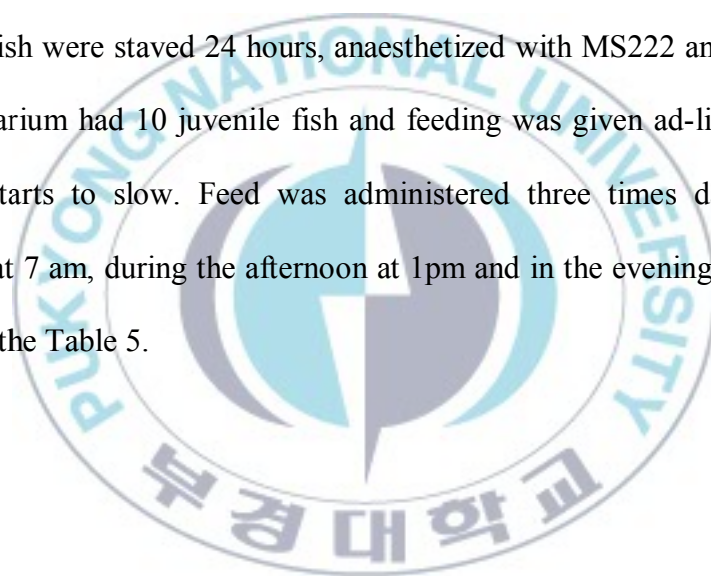 ish were staved 24 hours, anaesthetized with MS222 an
arium had 10 juvenile fish and feeding was given ad-li
tarts to slow. Feed was administered three times d
at 7 am, during the afternoon at 1pm and in the evening
the Table 5.
PUKYONG NATIONAL UNIVERSITY
부경대학교